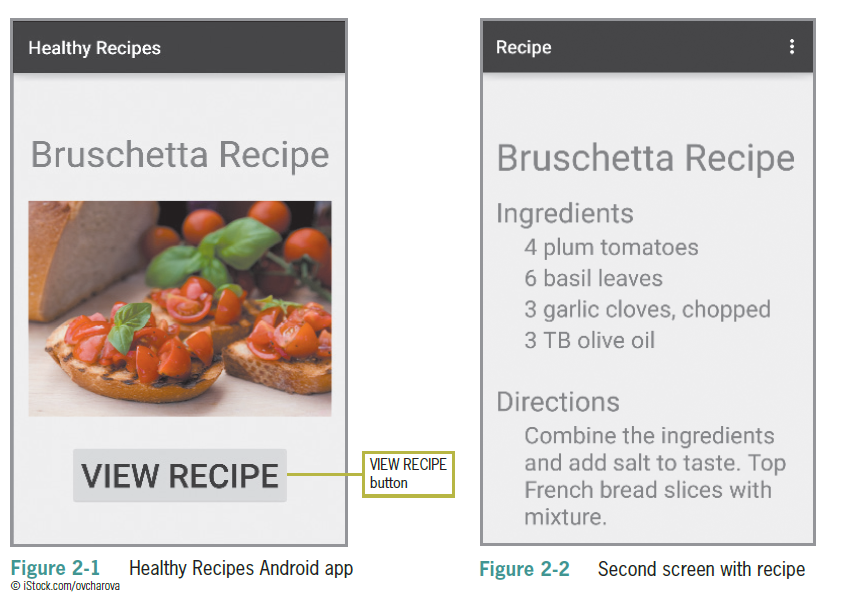 Healthy Recipes
Bruschetta Recipe
VIEW RECIPE
VIEW RECIPE
button
Figure 2-1 Healthy Recipes Android app
© iStock.com/ovcharova
Recipe
Bruschetta Recipe
Ingredients
4 plum tomatoes
6 basil leaves
3 garlic cloves, chopped
3 TB olive oil
Directions
Combine the ingredients
and add salt to taste. Top
French bread slices with
mixture.
Figure 2-2 Second screen with recipe